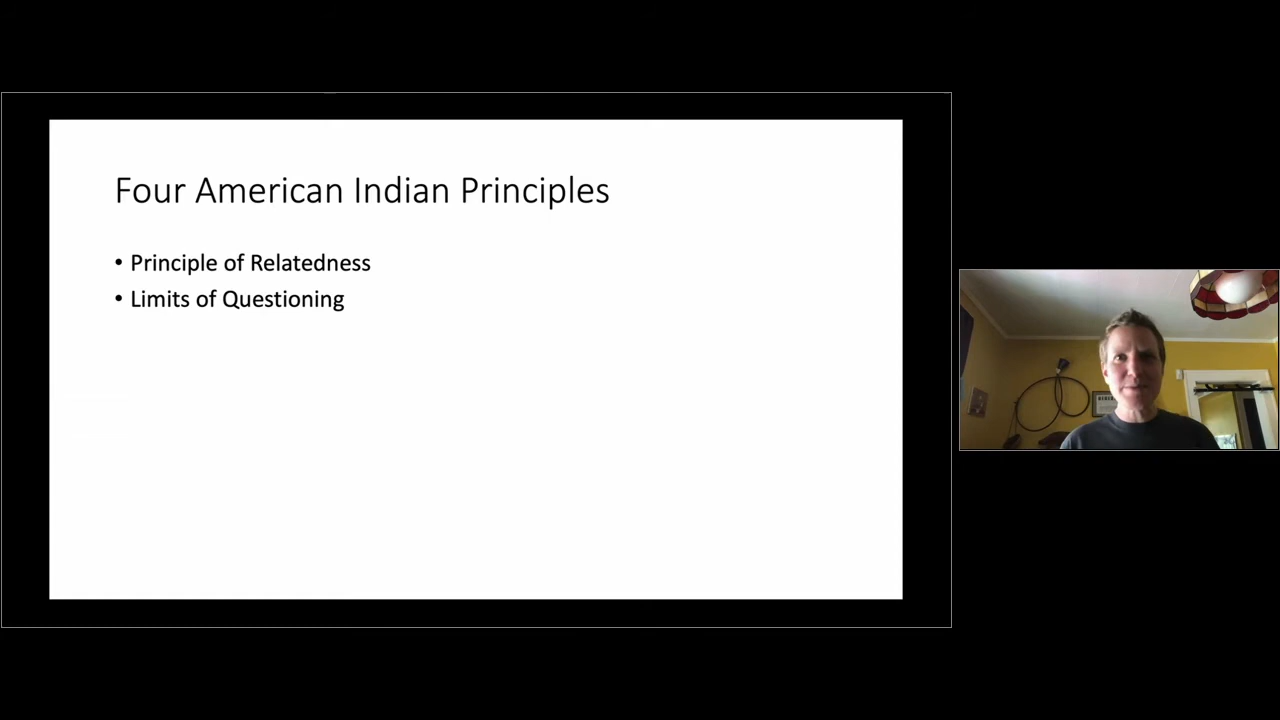 Four American Indian Principles
• Principle of Relatedness
• Limits of Questioning